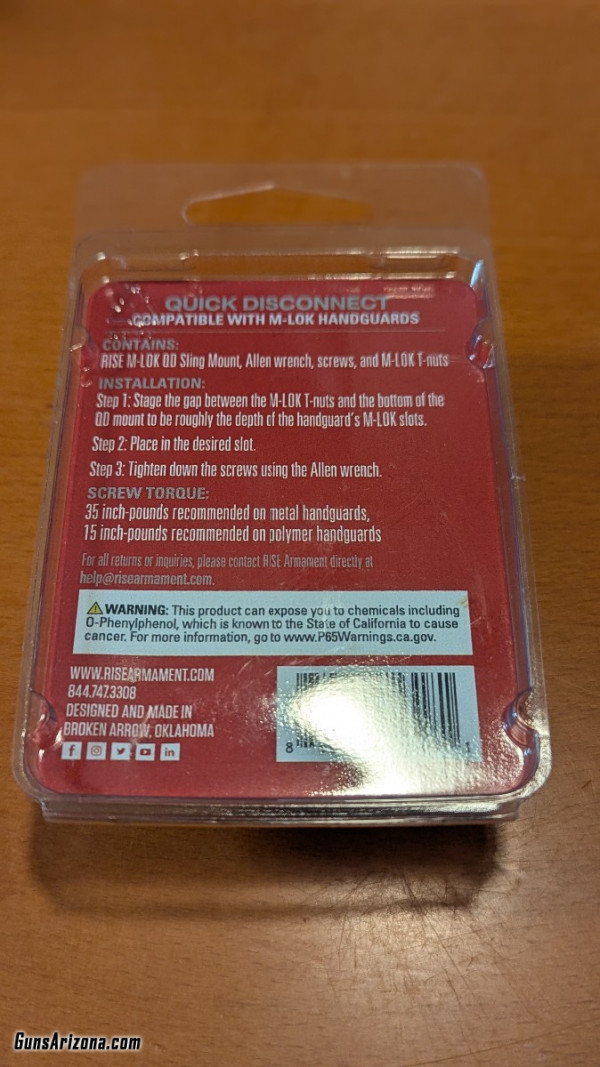 QUICK DISCONNECT
COMPATIBLE WITH M-LOK HANDGUARDS
CONTAINS:
RISE M-LOK QD Sling Mount, Allen wrench, screws, and M-LOK T-nuts
INSTALLATION:
Step 1: Stage the gap between the M-LOK T-nuts and the bottom of the
QD mount to be roughly the depth of the handguard's M-LOK slots.
Step 2: Place in the desired slot.
Step 3: Tighten down the screws using the Allen wrench.
SCREW TORQUE:
35 inch-pounds recommended on metal handguards,
15 inch-pounds recommended on polymer handguards
For all returns or inquiries, please contact RISE Armament directly at
help@risearmament.com.
WARNING: This product can expose you to chemicals including
O-Phenylphenol, which is known to the State of California to cause
cancer. For more information, go to www.P65Warnings.ca.gov.
WWW.RISEARMAMENT.COM
844.747.3308
DESIGNED AND MADE IN
BROKEN ARROW, OKLAHOMA
8 1
GunsArizona.com